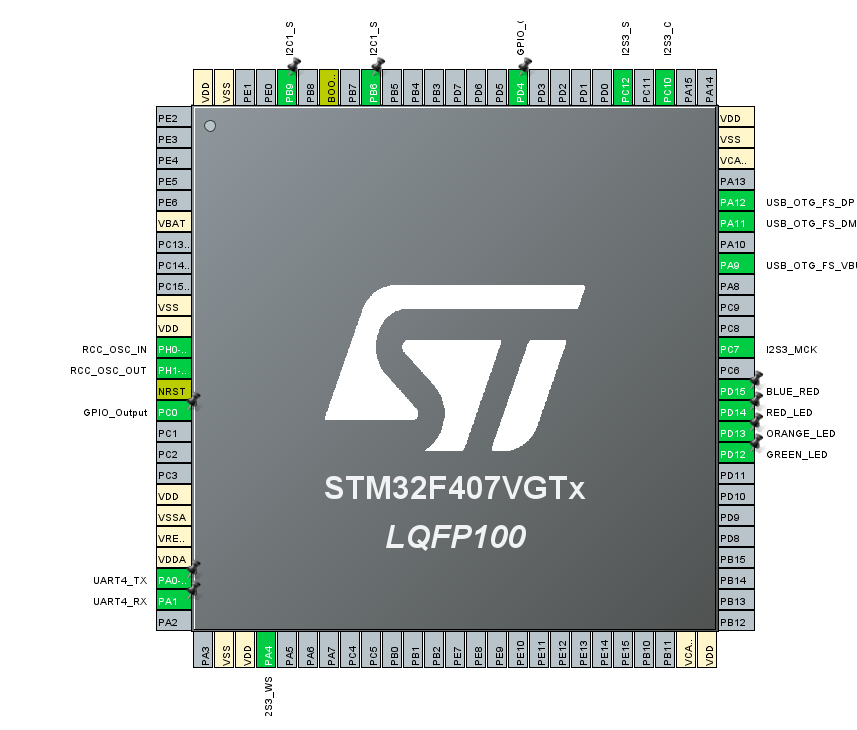 I2C1_S
I2C1_S
GPIO_(
I2S3_S
I2S3_C
VDD
VSS
PE1
PE0
PB9
PB8
BOO..
PB7
PB6
PB5
PB4
PB3
PD7
PD6
PD5
PD4
PD3
PD2
PD1
PD0
PC12
PC11
PC10
PA15
PA14
PE2
PE3
PE4
PE5
PE6
VBAT
PC13..
PC14..
PC15..
VSS
VDD
RCC_OSC_IN PH0-..
RCC_OSC_OUT PH1-..
NRST
GPIO_Output PC0
PC1
PC2
PC3
VDD
VSSA
VRE..
VDDA
UART4_TX PA0-..
UART4_RX PA1
PA2
STM32F407VGTx
LQFP100
VDD
VSS
VCA..
PA13
PA12 USB_OTG_FS_DP
PA11 USB_OTG_FS_DM
PA10
PA9 USB_OTG_FS_VBU
PA8
PC9
PC8
PC7 I2S3_MCK
PC6
PD15 BLUE_RED
PD14 RED_LED
PD13 ORANGE_LED
PD12 GREEN_LED
PD11
PD10
PD9
PD8
PB15
PB14
PB13
PB12
PA3
VSS
VDD
PA4
PA5
PA6
PA7
PC4
PC5
PB0
PB1
PB2
PE7
PE8
PE9
PE10
PE11
PE12
PE13
PE14
PE15
PB10
PB11
VCA..
VDD
2S3_WS